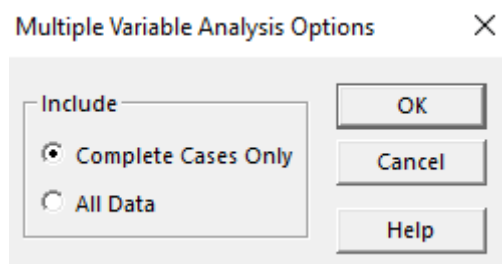 Multiple Variable Analysis Options
Include
Complete Cases Only
All Data
OK
Cancel
Help